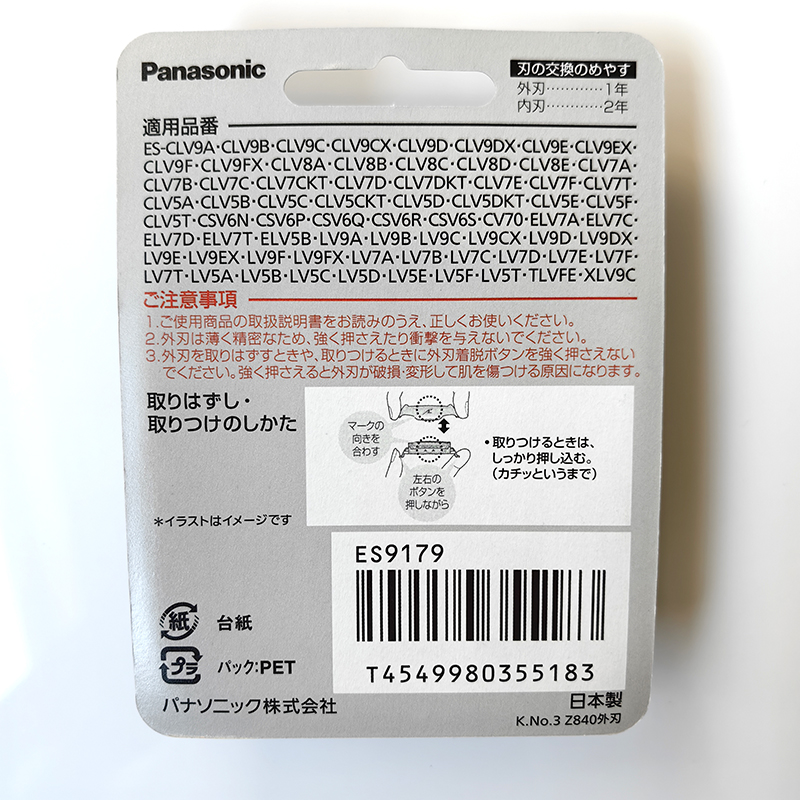 Panasonic
刃の交換のめやす
外刃…………1年
内刃…………2年
適用品番
ES-CLV9A・CLV9B・CLV9C・CLV9CX・CLV9D・CLV9DX・CLV9E・CLV9EX・
CLV9F・CLV9FX・CLV8A・CLV8B・CLV8C・CLV8D・CLV8E・CLV7A・
CLV7B・CLV7C・CLV7CKT・CLV7D・CLV7DKT・CLV7E・CLV7F・CLV7T・
CLV5A・CLV5B・CLV5C・CLV5CKT・CLV5D・CLV5DKT・CLV5E・CLV5F・
CLV5T・CSV6N・CSV6P・CSV6Q・CSV6R・CSV6S・CV70・ELV7A・ELV7C・
ELV7D・ELV7T・ELV5B・LV9A・LV9B・LV9C・LV9CX・LV9D・LV9DX・
LV9E・LV9EX・LV9F・LV9FX・LV7A・LV7B・LV7C・LV7D・LV7E・LV7F・
LV7T・LV5A・LV5B・LV5C・LV5D・LV5E・LV5F・LV5T・TLVFE・XLV9C
ご注意事項
1.ご使用商品の取扱説明書をお読みのうえ、正しくお使いください。
2.外刃は薄く精密なため、強く押さえたり衝撃を与えないでください。
3.外刃を取りはずすときや、取りつけるときに外刃着脱ボタンを強く押さえない
でください。強く押さえると外刃が破損・変形して肌を傷つける原因になります。
取りはずし・
取りつけのしかた
マークの
向きを
合わす
左右の
ボタンを
押しながら
・取りつけるときは、
しっかり押し込む。
(カチッというまで)
*イラストはイメージです
ES9179
紙 台紙
プラ パック:PET
T4549980355183
パナソニック株式会社
日本製
K.No.3 Z840外刃